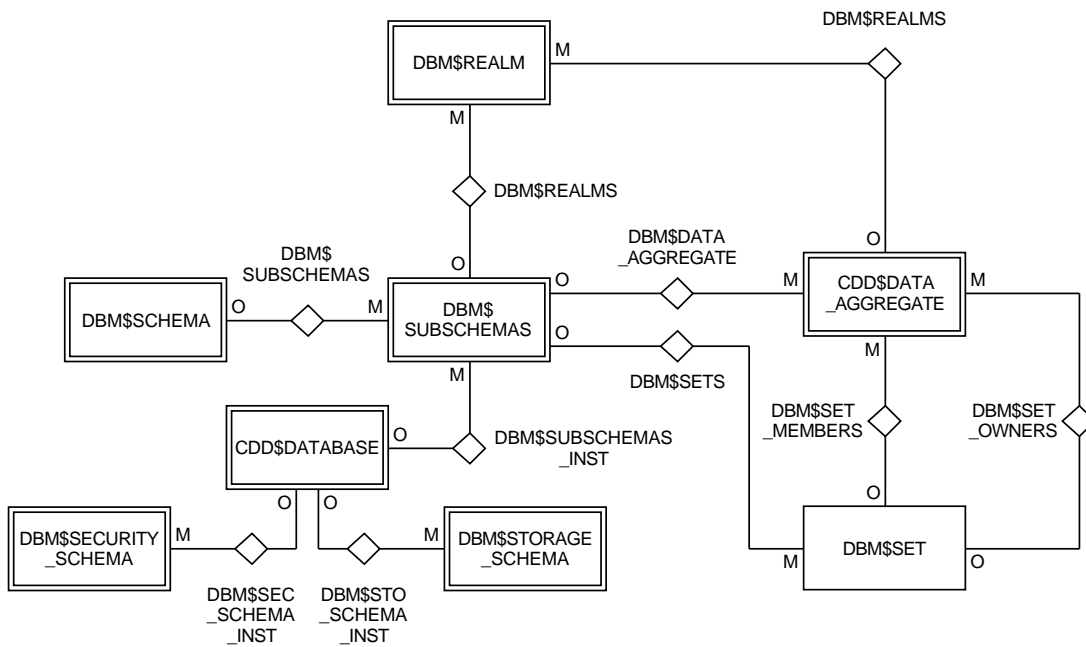 DBM$REALMS
M
M
DBM$REALM
M
DBM$REALMS
O
O
DBM$DATA
_AGGREGATE
DBM$
SUBSCHEMAS
O
M
CDD$DATA
_AGGREGATE
M
DBM$SCHEMA
O
M
DBM$
SUBSCHEMAS
O
M
M
DBM$SETS
DBM$SET
_MEMBERS
DBM$SET
_OWNERS
CDD$DATABASE
O
DBM$SUBSCHEMAS
_INST
O
O
O
DBM$SECURITY
_SCHEMA
M
M
DBM$STORAGE
_SCHEMA
M
DBM$SET
O
DBM$SEC
_SCHEMA
_INST
DBM$STO
_SCHEMA
_INST